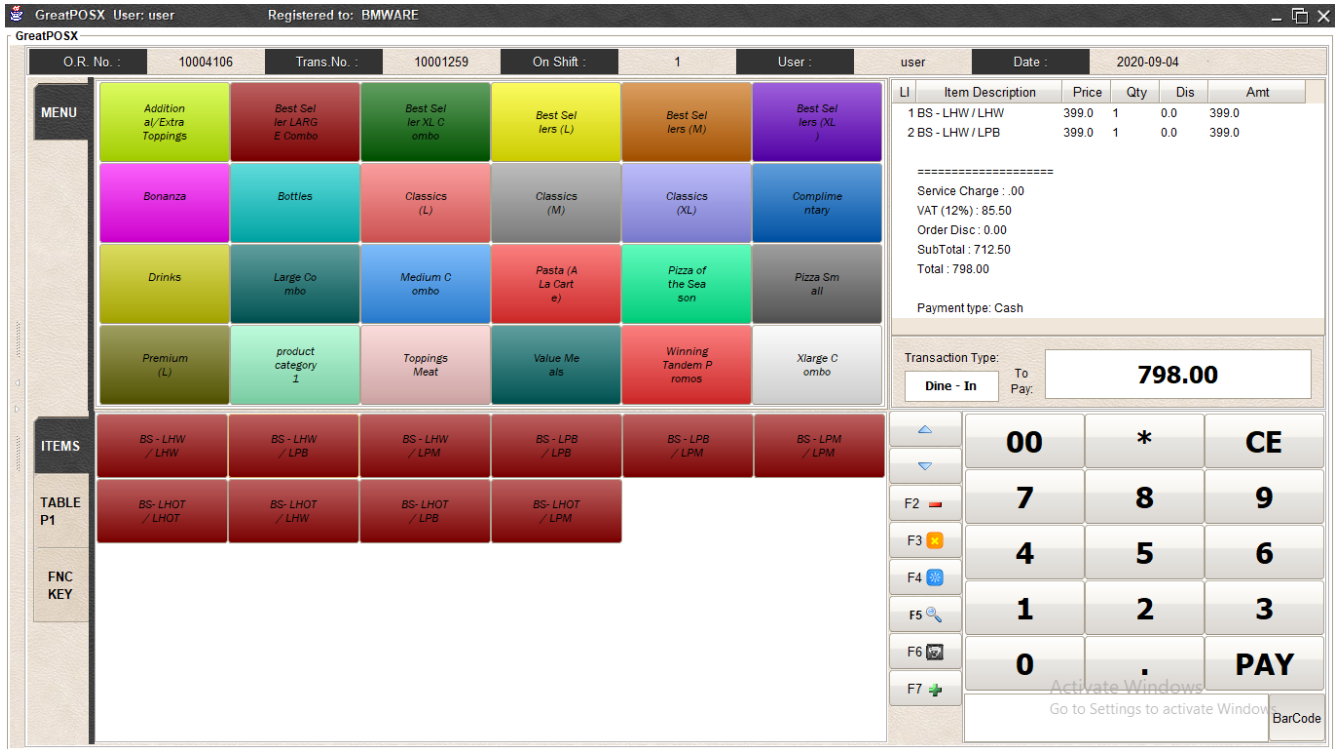 GreatPOSX User: user Registered to: BMWARE
GreatPOSX
O.R. No. : 10004106 Trans.No. : 10001259 On Shift : 1 User : user Date : 2020-09-04
MENU
Addition
al/Extra
Toppings
Best Sel
ler LARG
E Combo
Best Sel
ler XL C
ombo
Best Sel
lers (L)
Best Sel
lers (M)
Best Sel
lers (XL
)
Bonanza
Bottles
Classics
(L)
Classics
(M)
Classics
(XL)
Complime
ntary
Drinks
Large Co
mbo
Medium C
ombo
Pasta (A
La Cart
e)
Pizza of
the Sea
son
Pizza Sm
all
Premium
(L)
product
category
1
Toppings
Meat
Value Me
als
Winning
Tandem P
romos
Xlarge C
ombo
LI Item Description Price Qty Dis Amt
1 BS - LHW / LHW 399.0 1 0.0 399.0
2 BS - LHW / LPB 399.0 1 0.0 399.0
=====================
Service Charge : .00
VAT (12%) : 85.50
Order Disc : 0.00
SubTotal : 712.50
Total : 798.00
Payment type: Cash
Transaction Type:
Dine - In
To
Pay:
798.00
ITEMS
TABLE
P1
FNC
KEY
BS - LHW
/ LHW
BS - LHW
/ LPB
BS - LHW
/ LPM
BS - LPB
/ LPB
BS - LPB
/ LPM
BS - LPM
/ LPM
BS- LHOT
/ LHOT
BS- LHOT
/ LHW
BS- LHOT
/ LPB
BS- LHOT
/ LPM
F2
F3
F4
F5
F6
F7
00 * CE
7 8 9
4 5 6
1 2 3
0 . PAY
Activate Windows
Go to Settings to activate Windows.
BarCode